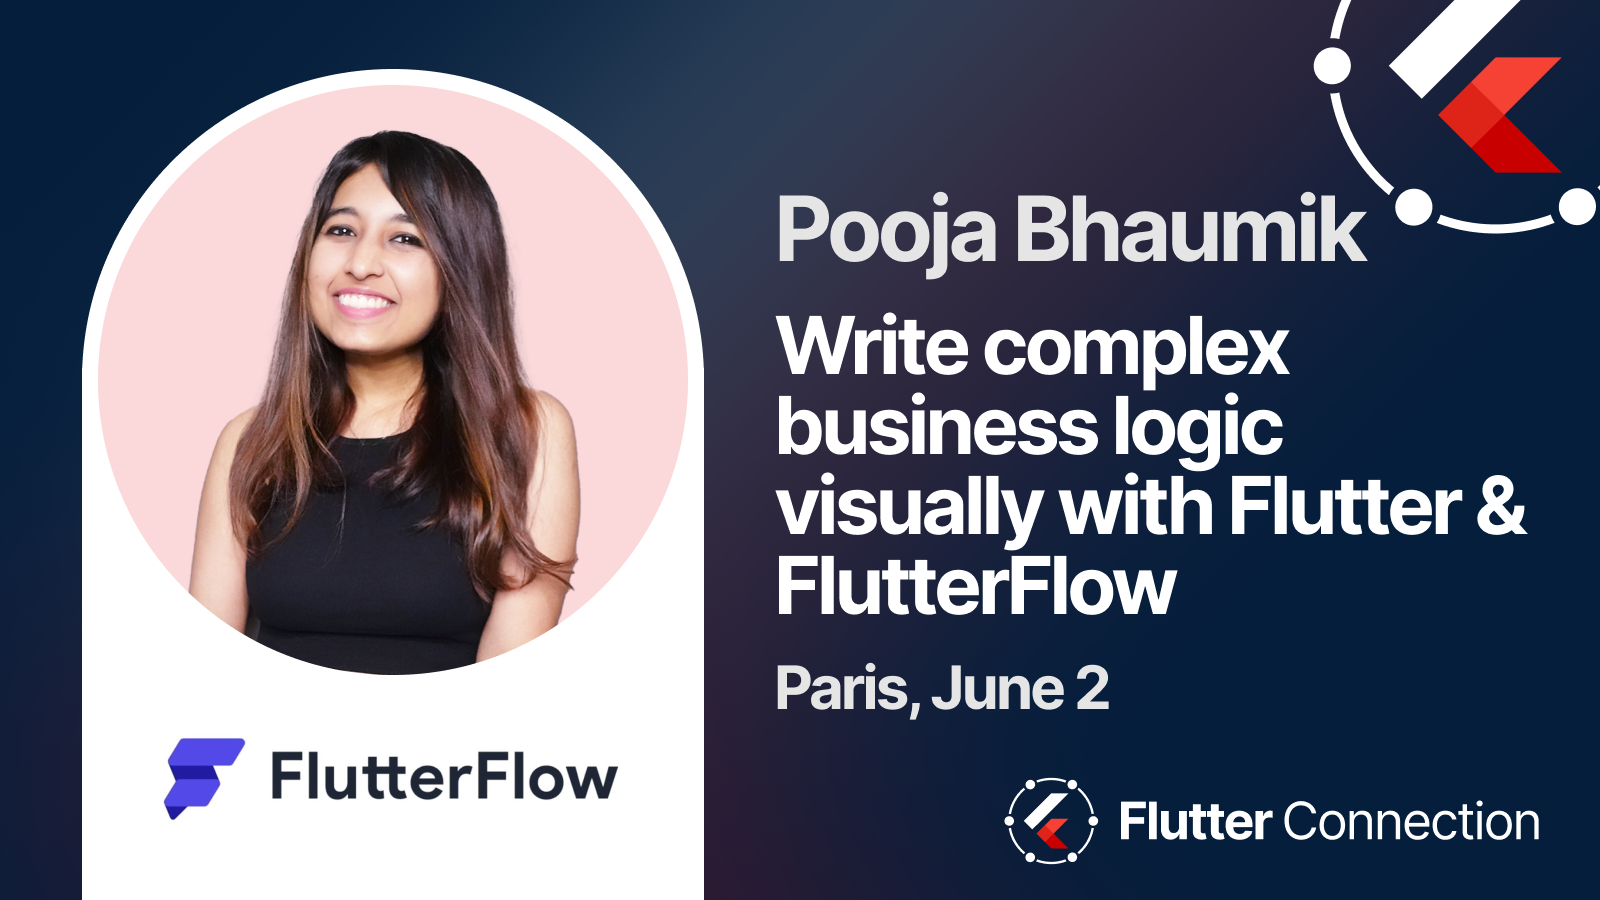 Pooja Bhaumik
Write complex
business logic
visually with Flutter &
FlutterFlow
Paris, June 2
FlutterFlow
Flutter Connection